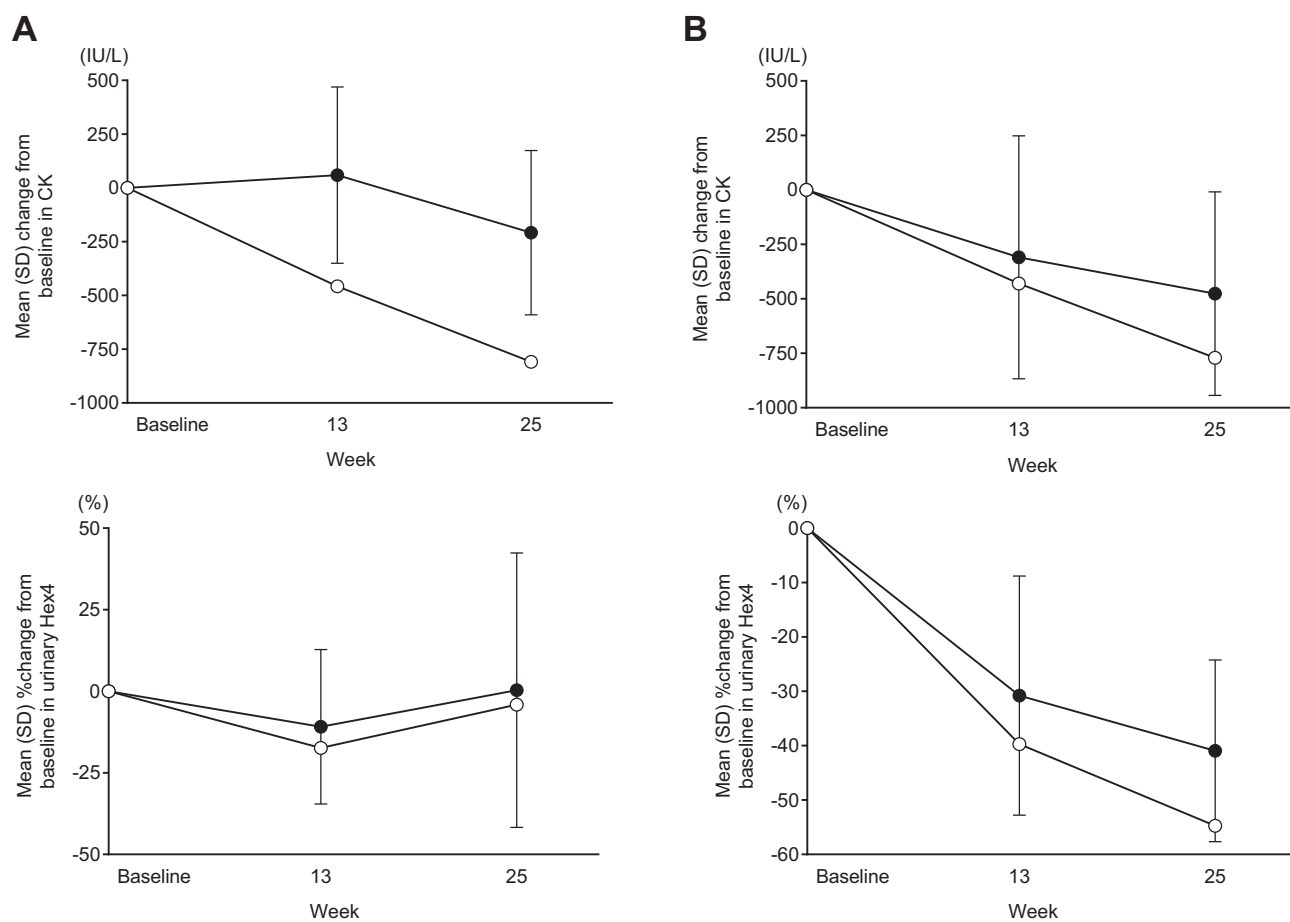 A
(IU/L)
500
250
0
-250
-500
-750
-1000
Mean (SD) change from
baseline in CK
Baseline 13 25
Week
B
(IU/L)
500
250
0
-250
-500
-750
-1000
Mean (SD) change from
baseline in CK
Baseline 13 25
Week
(%)
50
25
0
-25
-50
Mean (SD) %change from
baseline in urinary Hex4
Baseline 13 25
Week
(%)
0
-10
-20
-30
-40
-50
-60
Mean (SD) %change from
baseline in urinary Hex4
Baseline 13 25
Week